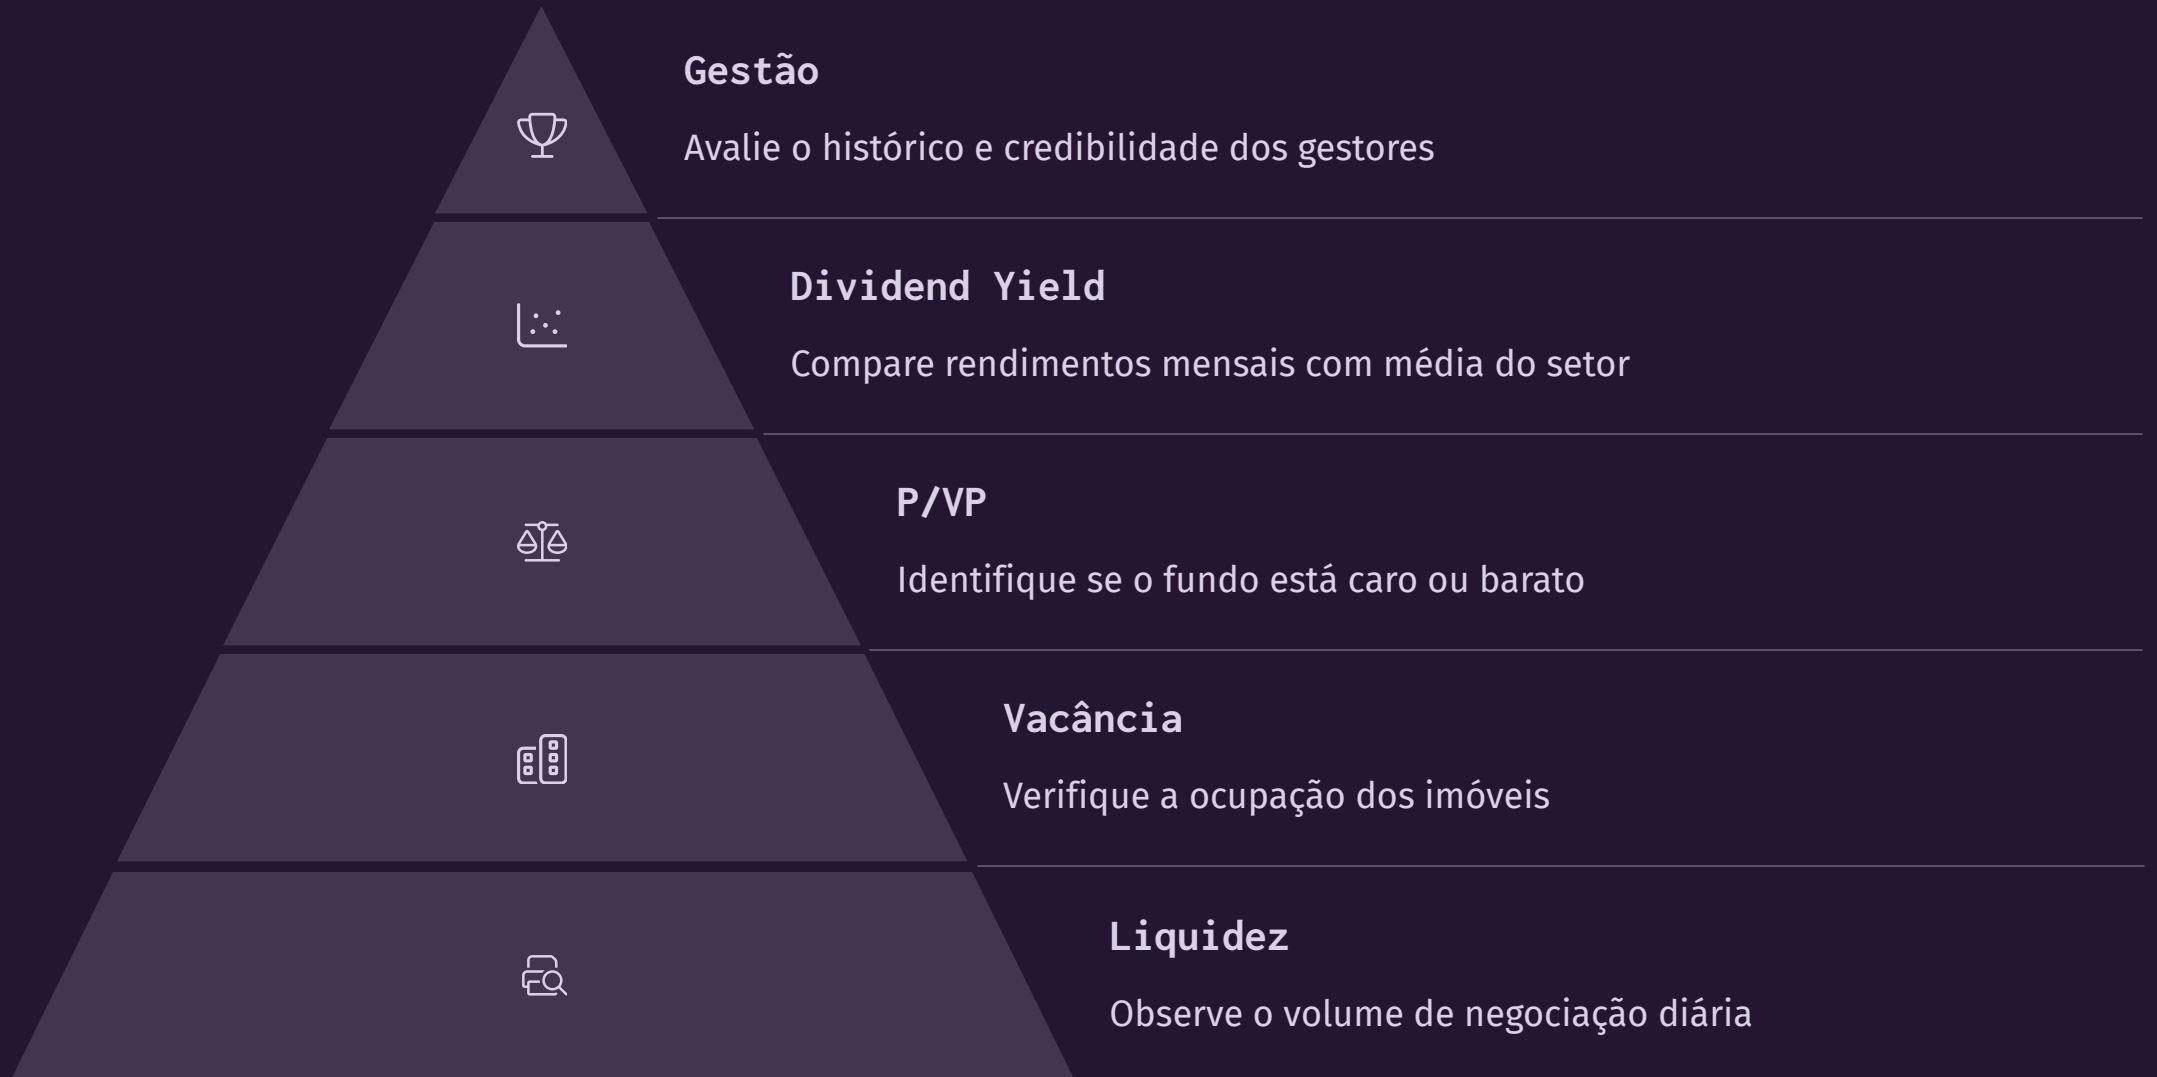 Gestão
Avalie o histórico e credibilidade dos gestores
Dividend Yield
Compare rendimentos mensais com média do setor
P/VP
Identifique se o fundo está caro ou barato
Vacância
Verifique a ocupação dos imóveis
Liquidez
Observe o volume de negociação diária